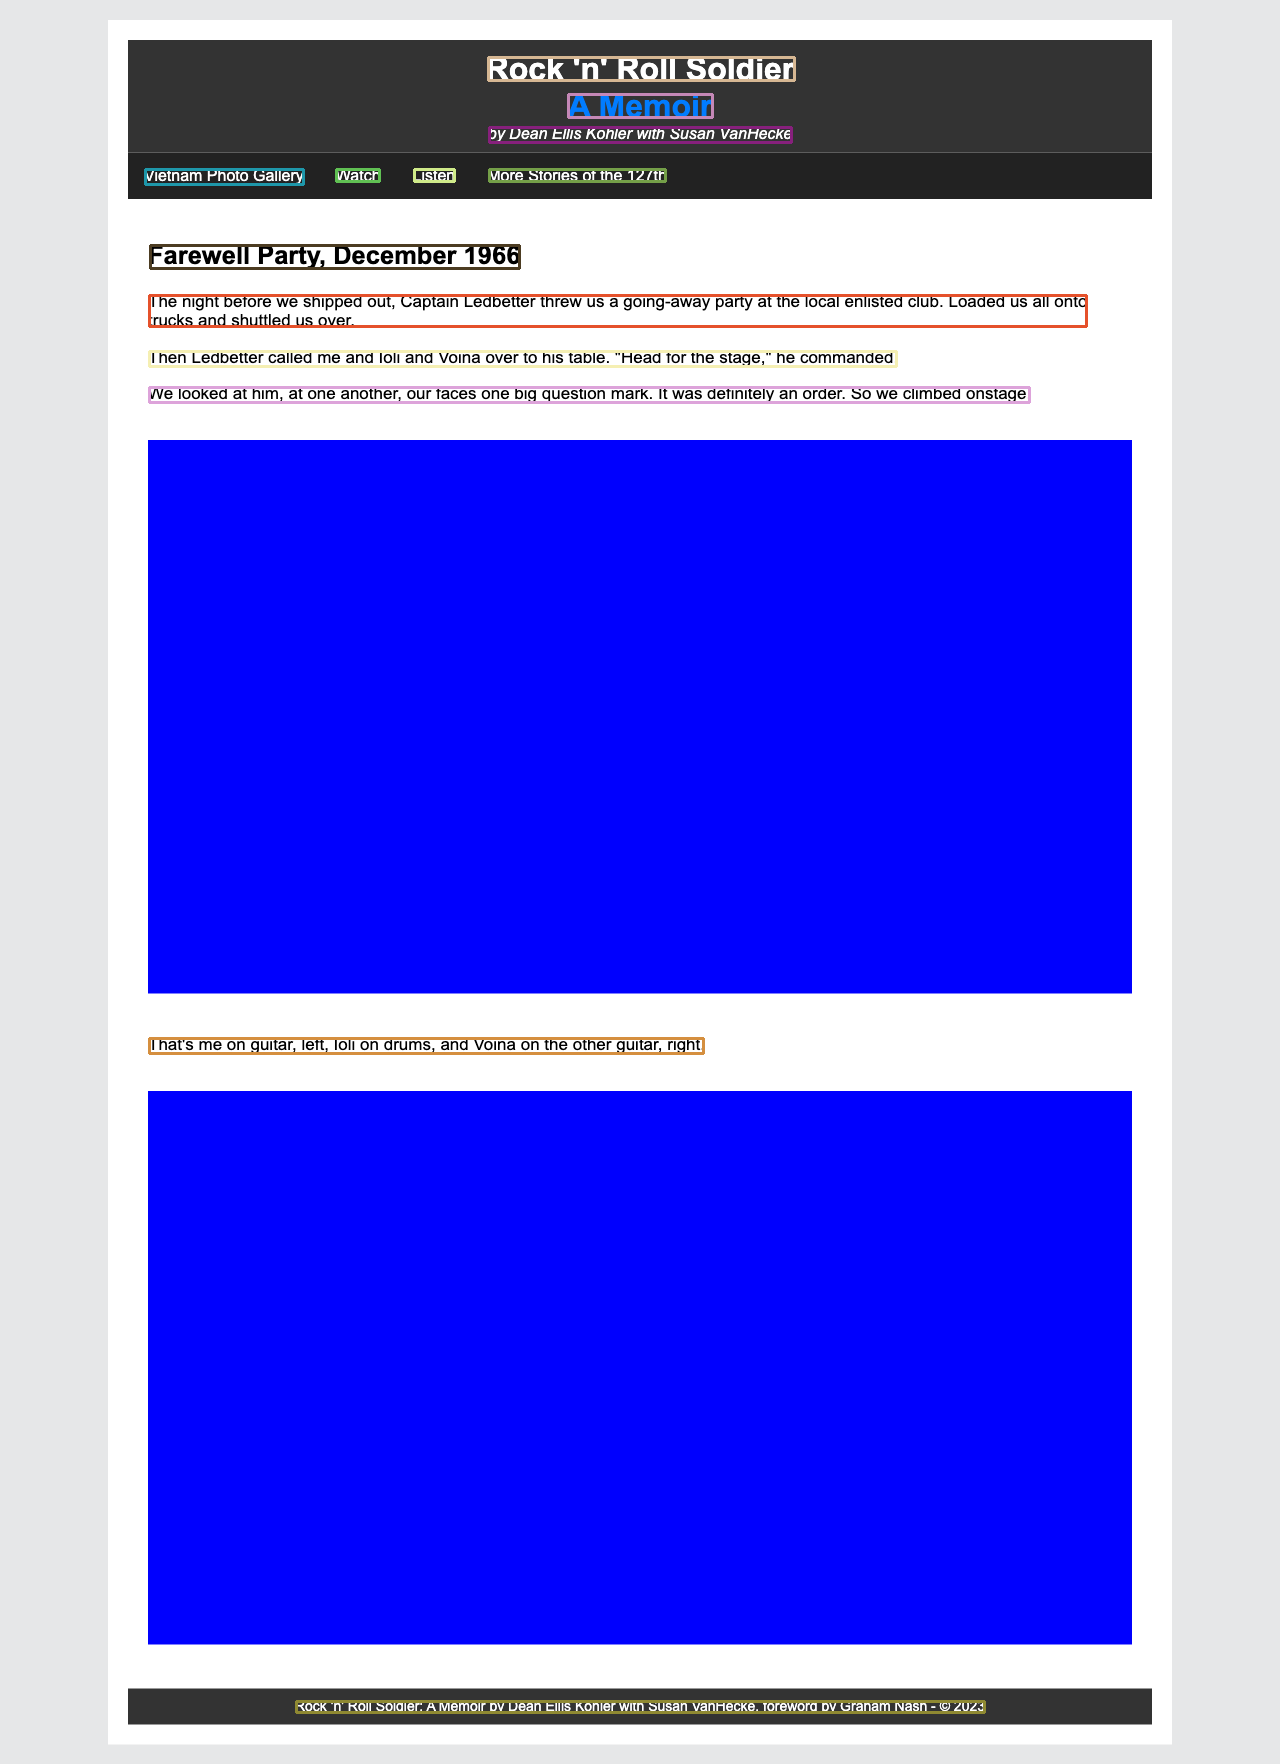 Rock 'n' Roll Soldier
A Memoir
by Dean Ellis Kohler with Susan VanHecke
Vietnam Photo Gallery Watch Listen More Stories of the 127th
Farewell Party, December 1966
The night before we shipped out, Captain Ledbetter threw us a going-away party at the local enlisted club. Loaded us all onto
trucks and shuttled us over.
Then Ledbetter called me and Ioli and Voina over to his table. "Head for the stage," he commanded
We looked at him, at one another, our faces one big question mark. It was definitely an order. So we climbed onstage
That's me on guitar, left, Ioli on drums, and Voina on the other guitar, right
Rock 'n' Roll Soldier: A Memoir by Dean Ellis Kohler with Susan VanHecke, foreword by Graham Nash - © 2023